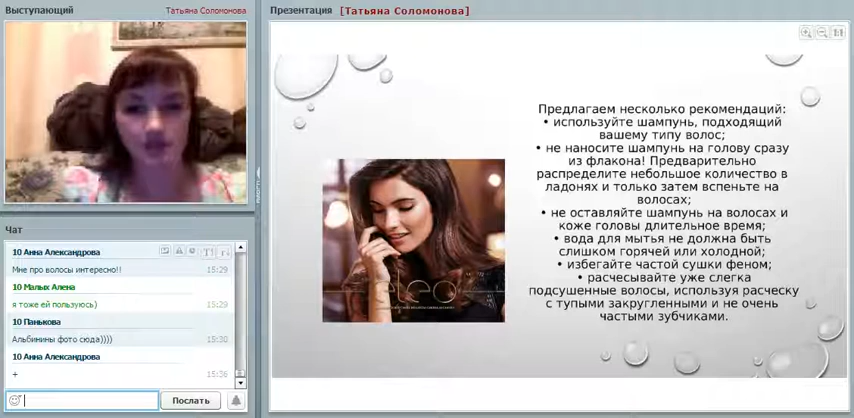 Выступающий
Татьяна Соломонова
Чат
10 Анна Александрова
Мне про волосы интересно!!
15:29
10 Малых Алена
я тоже ей пользуюсь)
15:29
10 Панькова
Альбинины фото сюда))))
15:30
10 Анна Александрова
+
15:36
Послать
Презентация [Татьяна Соломонова]
Предлагаем несколько рекомендаций:
• используйте шампунь, подходящий
вашему типу волос;
• не наносите шампунь на голову сразу
из флакона! Предварительно
распределите небольшое количество в
ладонях и только затем вспеньте на
волосах;
• не оставляйте шампунь на волосах и
коже головы длительное время;
• вода для мытья не должна быть
слишком горячей или холодной;
• избегайте частой сушки феном;
• расчесывайте уже слегка
подсушенные волосы, используя расческу
с тупыми закругленными и не очень
частыми зубчиками.
eleo